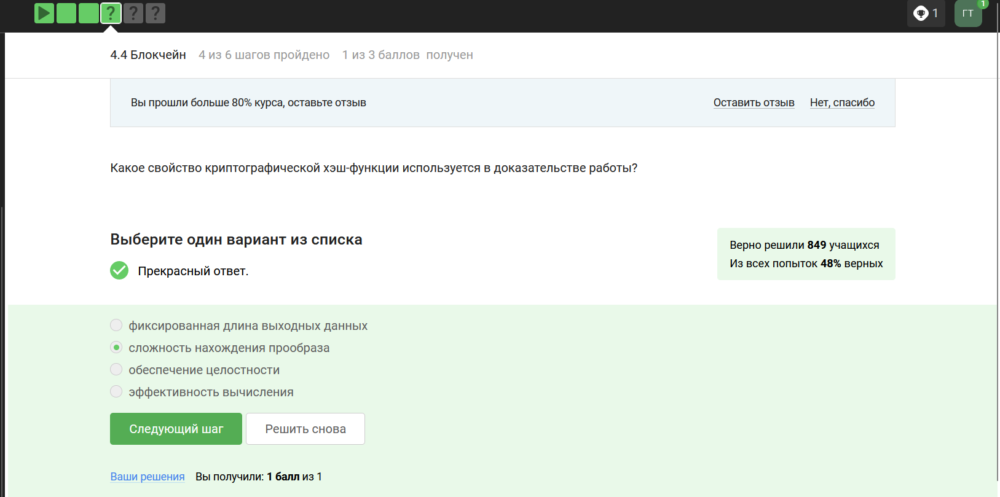 ? ? ?
1
ГТ
1
4.4 Блокчейн 4 из 6 шагов пройдено 1 из 3 баллов получен
Вы прошли больше 80% курса, оставьте отзыв Оставить отзыв Нет, спасибо
Какое свойство криптографической хэш-функции используется в доказательстве работы?
Выберите один вариант из списка
Прекрасный ответ.
Верно решили 849 учащихся
Из всех попыток 48% верных
фиксированная длина выходных данных
сложность нахождения прообраза
обеспечение целостности
эффективность вычисления
Следующий шаг Решить снова
Ваши решения Вы получили: 1 балл из 1